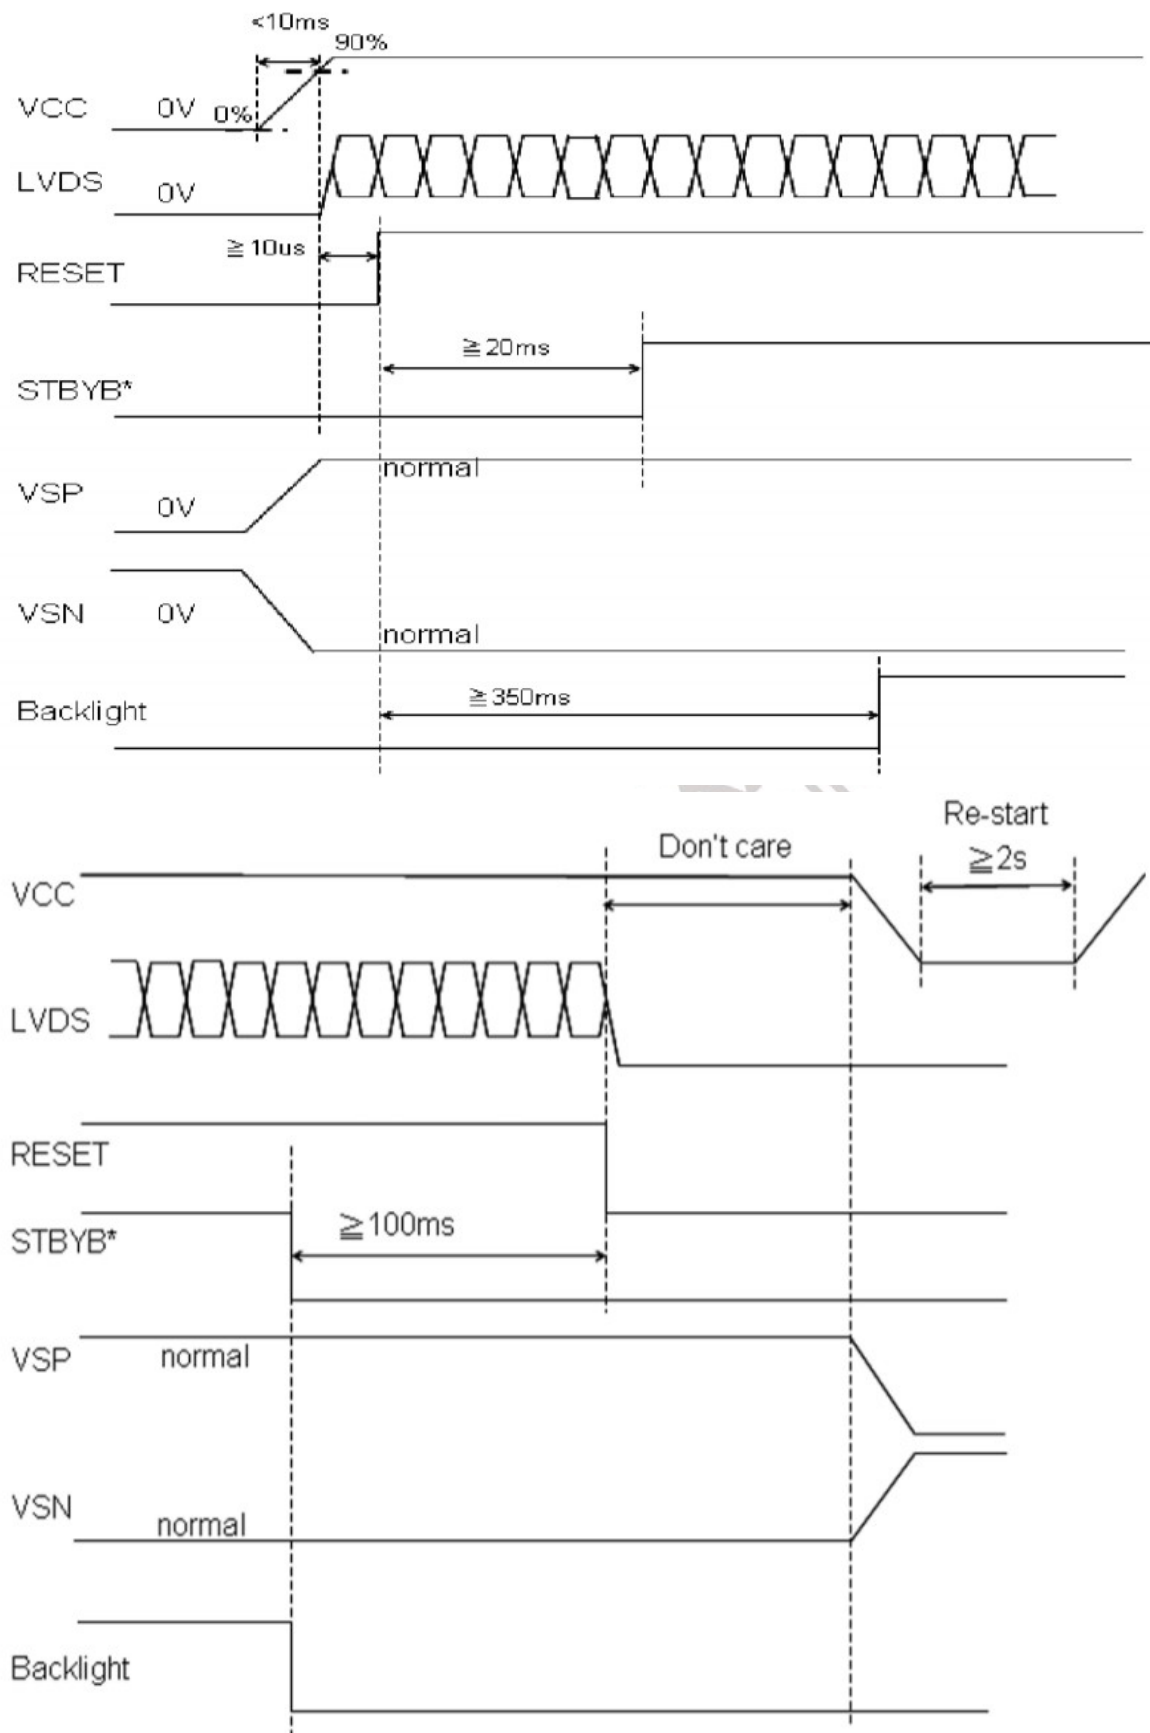 <10ms
90%
VCC 0V 0%
LVDS 0V
≧10us
RESET
≧20ms
STBYB*
normal
VSP 0V
VSN 0V
normal
≧350ms
Backlight
Re-start
Don't care
≧2s
VCC
LVDS
RESET
≧100ms
STBYB*
VSP normal
VSN
normal
Backlight